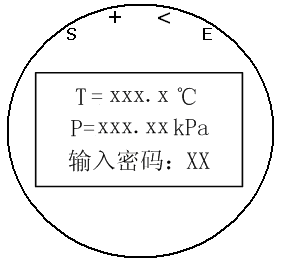 S + < E
T = xxx. x ℃
P=xxx. xx kPa
输入密码：XX